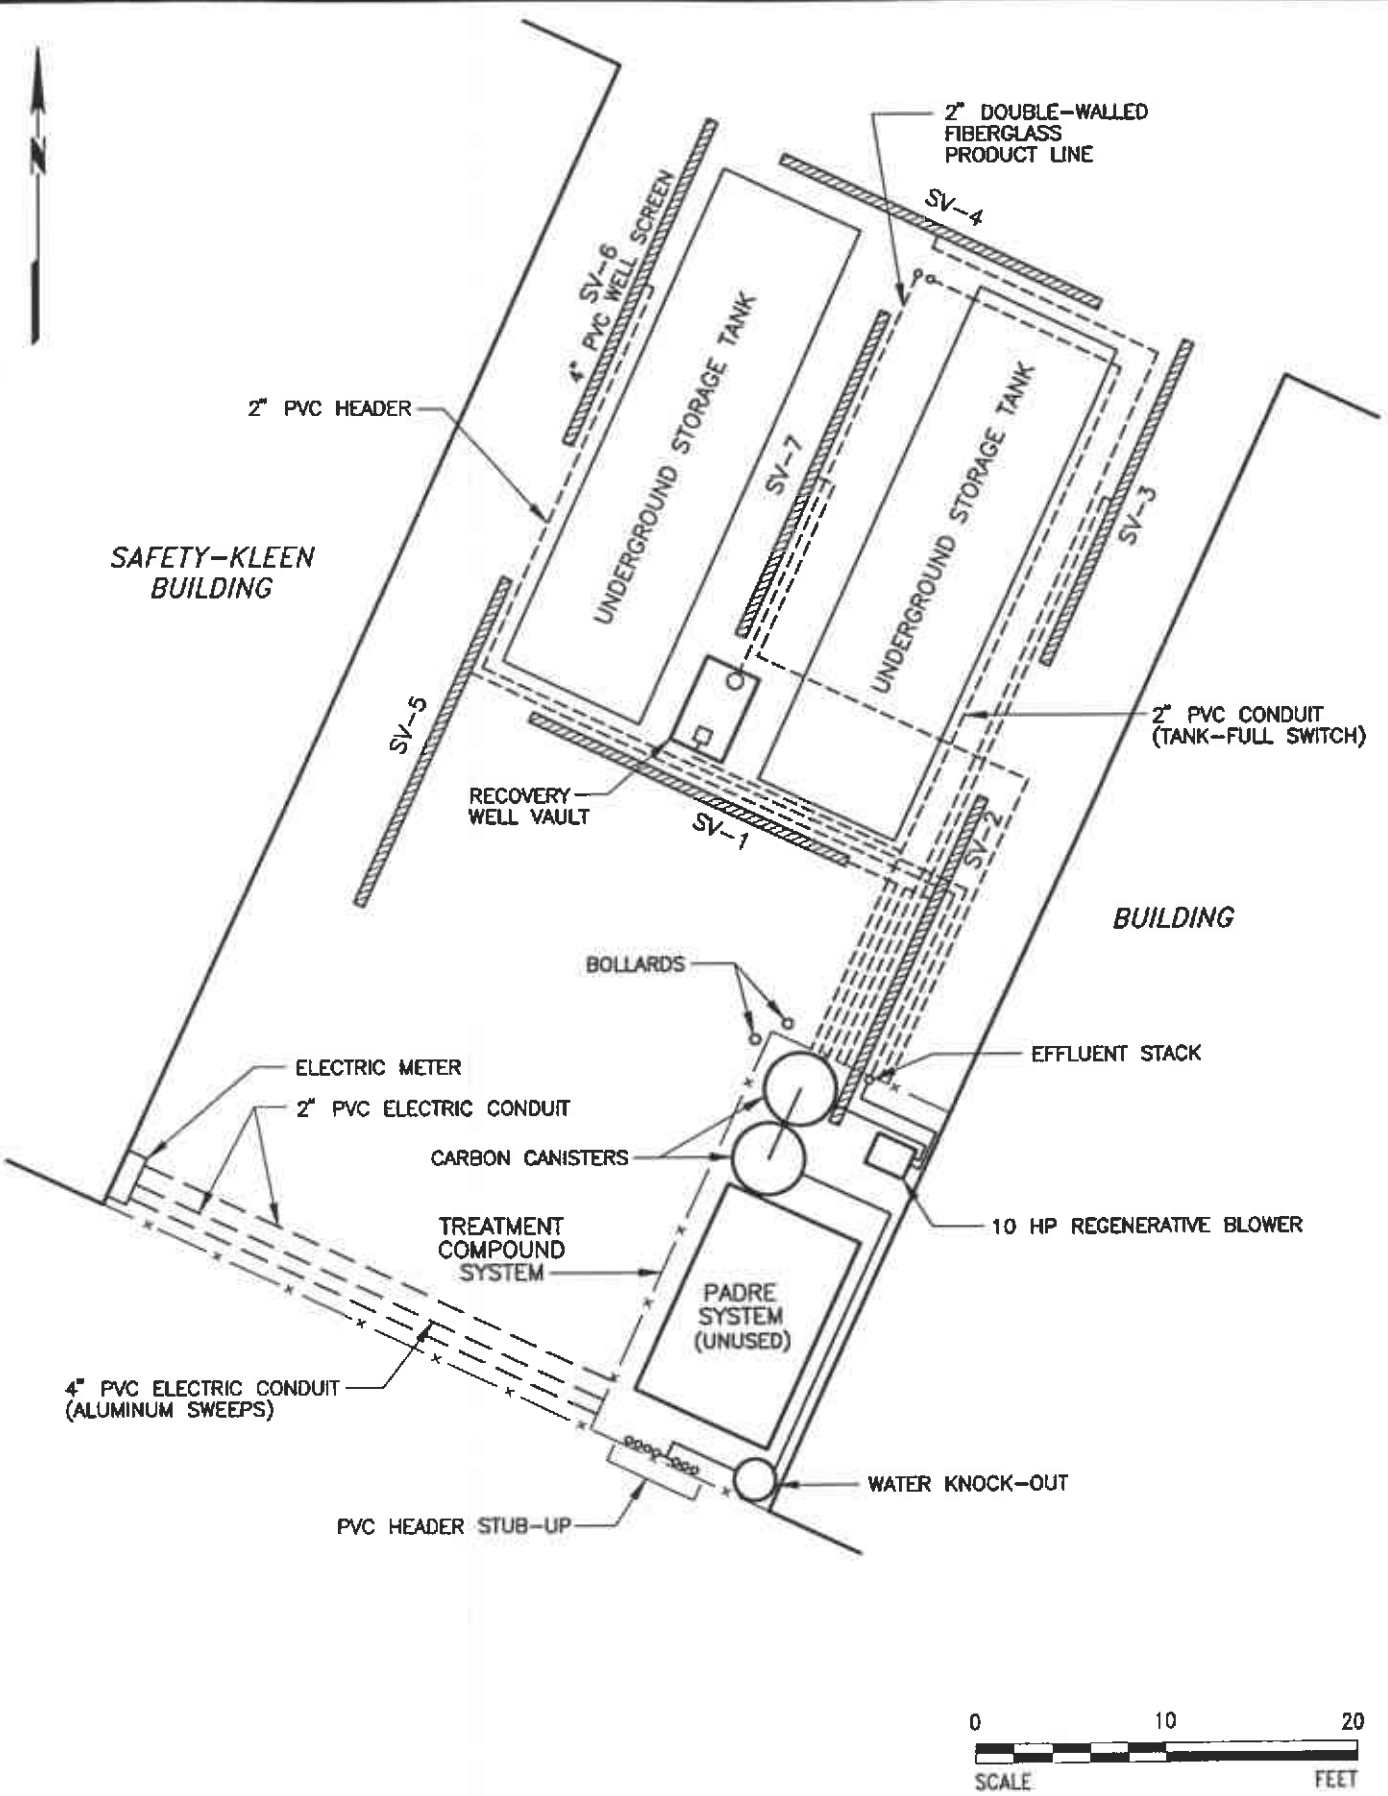 N
2" DOUBLE-WALLED
FIBERGLASS
PRODUCT LINE
SV-4
SV-6
4" PVC WELL SCREEN
2" PVC HEADER
UNDERGROUND STORAGE TANK
SV-7
UNDERGROUND STORAGE TANK
SV-3
SAFETY-KLEEN
BUILDING
SV-5
2" PVC CONDUIT
(TANK-FULL SWITCH)
RECOVERY
WELL VAULT
SV-1
SV-2
BUILDING
BOLLARDS
EFFLUENT STACK
ELECTRIC METER
2" PVC ELECTRIC CONDUIT
CARBON CANISTERS
TREATMENT
COMPOUND
SYSTEM
10 HP REGENERATIVE BLOWER
PADRE
SYSTEM
(UNUSED)
4" PVC ELECTRIC CONDUIT
(ALUMINUM SWEEPS)
WATER KNOCK-OUT
PVC HEADER STUB-UP
0 10 20
SCALE FEET